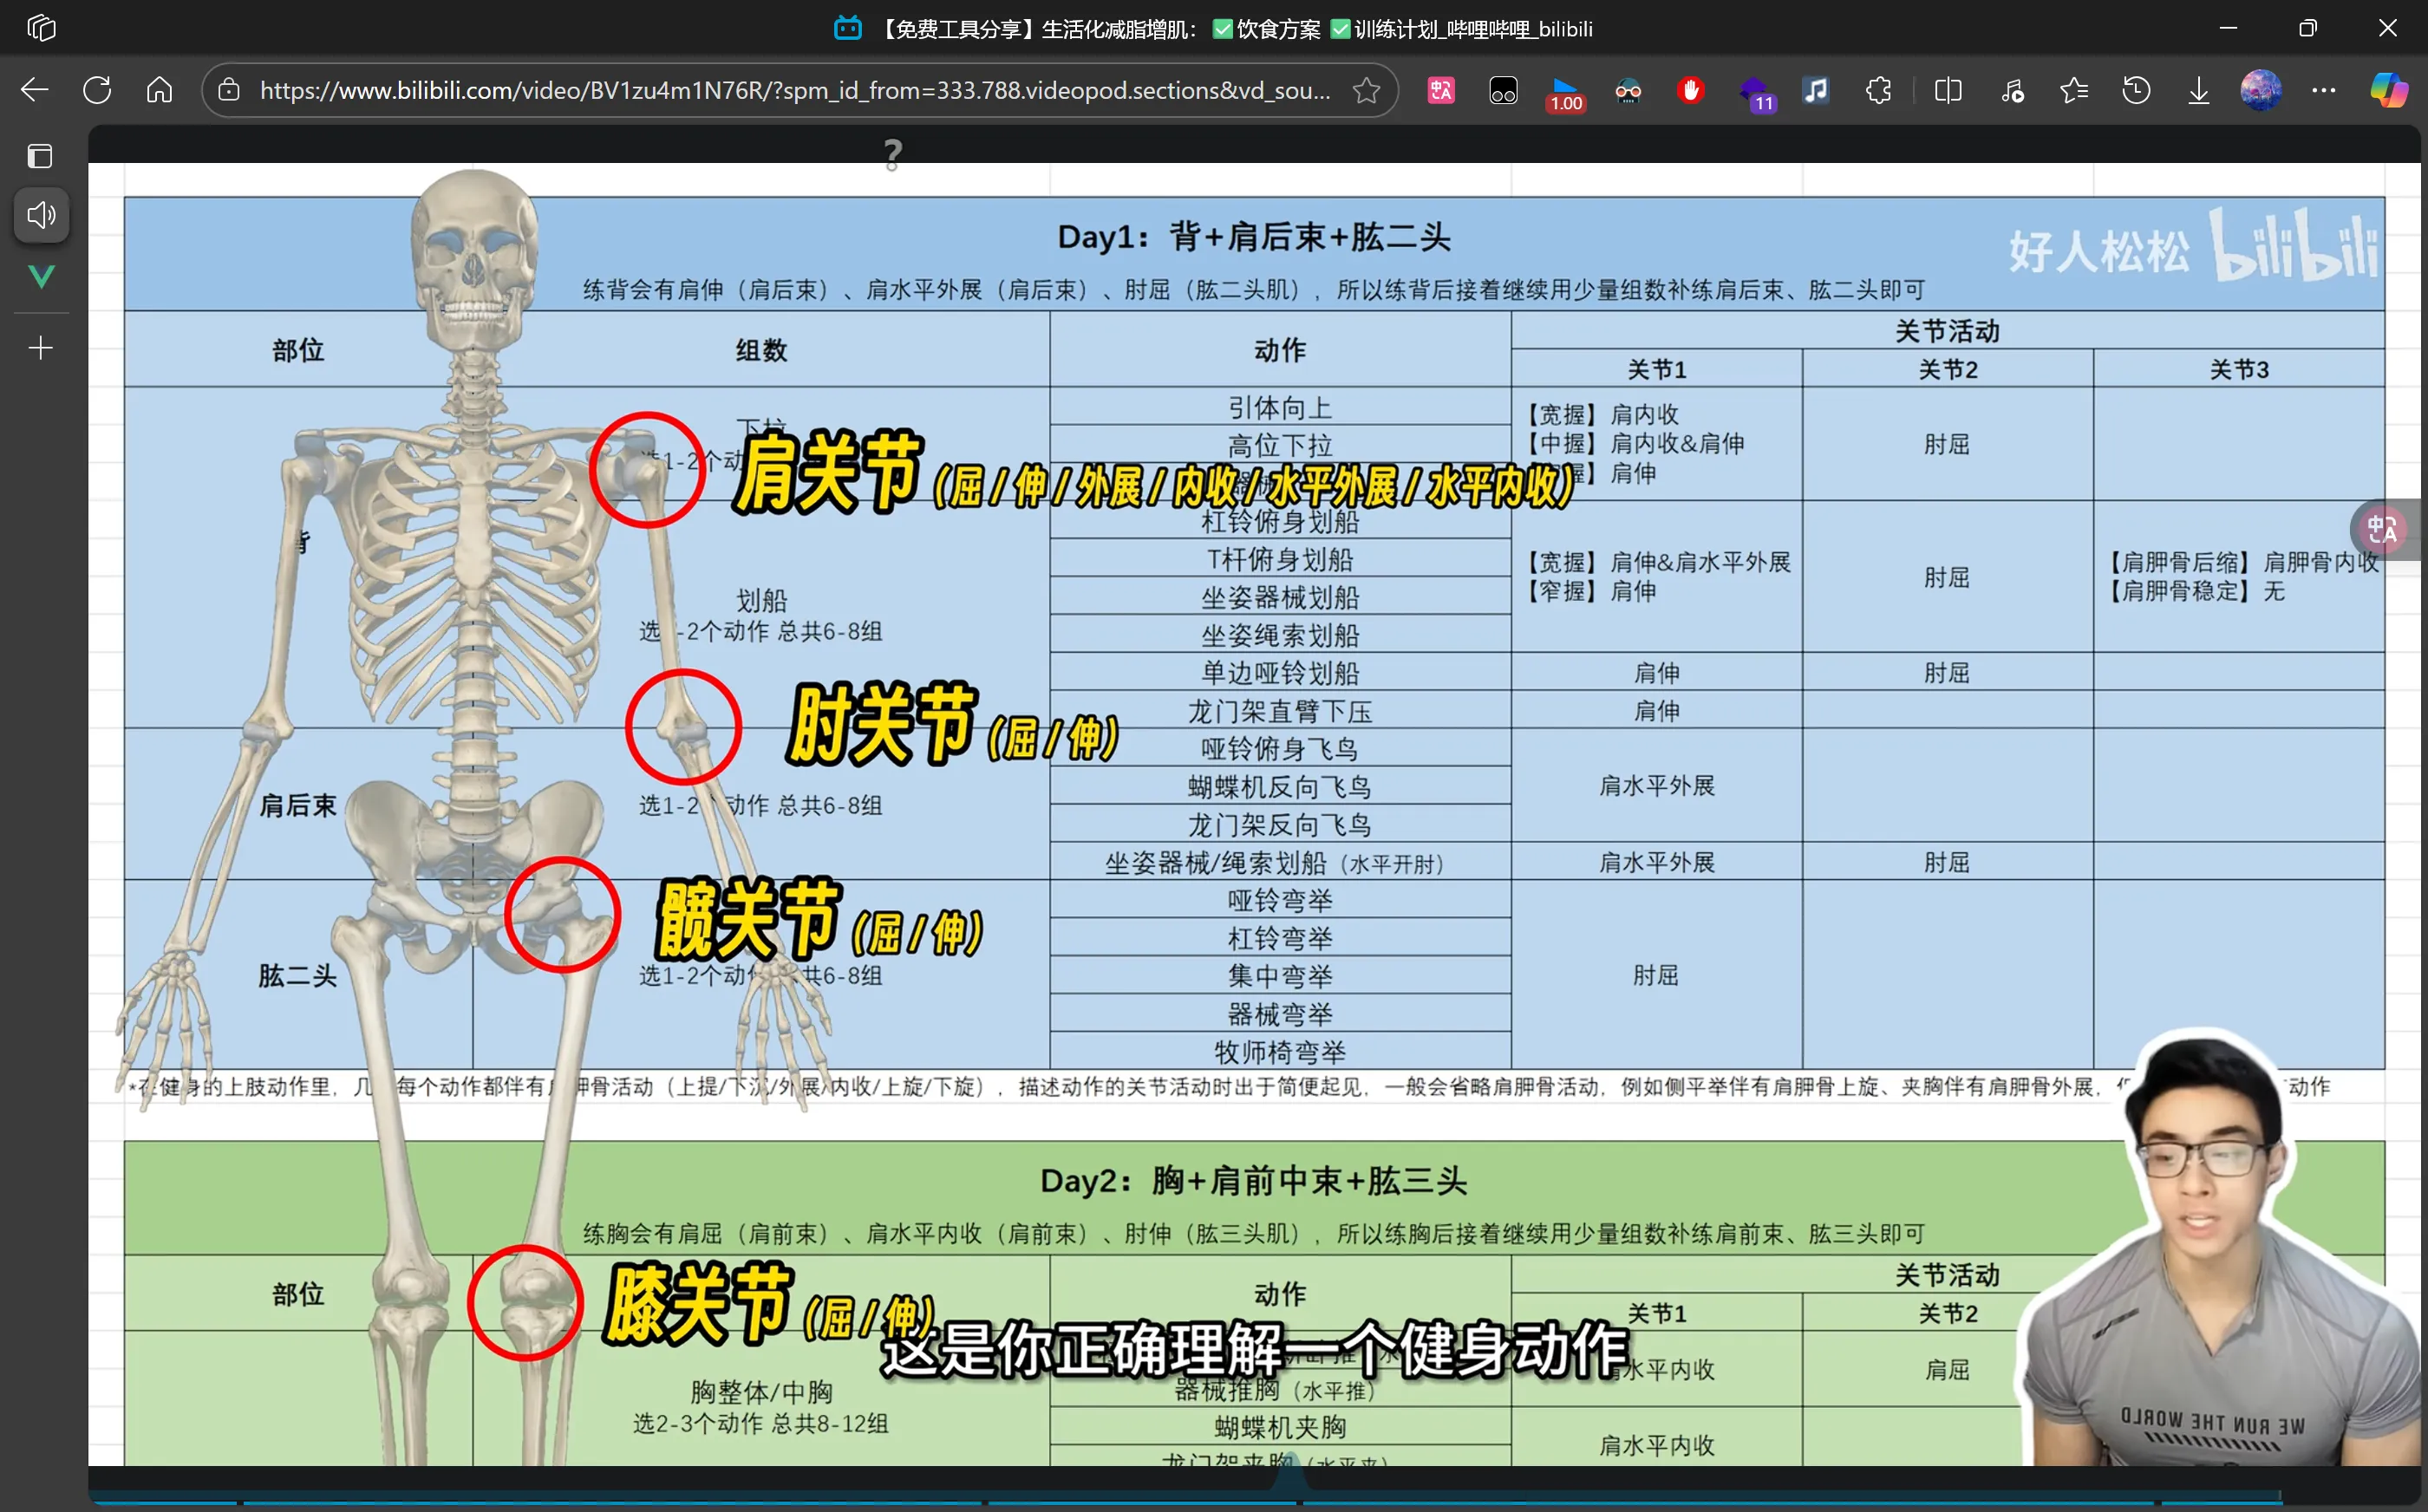 【免费工具分享】生活化减脂增肌：✅饮食方案 ✅训练计划_哔哩哔哩_bilibili
https://www.bilibili.com/video/BV1zu4m1N76R/?spm_id_from=333.788.videopod.sections&vd_sou...
1.00
11
?
Day1：背+肩后束+肱二头
好人松松 bilibili
练背会有肩伸（肩后束）、肩水平外展（肩后束）、肘屈（肱二头肌），所以练背后接着继续用少量组数补练肩后束、肱二头即可
部位
组数
动作
关节活动
关节1
关节2
关节3
引体向上
高位下拉
【宽握】肩内收
【中握】肩内收&肩伸
肩伸
肘屈
肩关节（屈/伸/外展/内收/水平外展/水平内收）
背
划船
选1-2个动作 总共6-8组
杠铃俯身划船
T杆俯身划船
坐姿器械划船
坐姿绳索划船
【宽握】肩伸&肩水平外展
【窄握】肩伸
肘屈
【肩胛骨后缩】肩胛骨内收
【肩胛骨稳定】无
中A
单边哑铃划船
肩伸
肘屈
龙门架直臂下压
肩伸
肘关节（屈/伸）
肩后束
选1-2个动作 总共6-8组
哑铃俯身飞鸟
蝴蝶机反向飞鸟
龙门架反向飞鸟
肩水平外展
坐姿器械/绳索划船（水平开肘）
肩水平外展
肘屈
髋关节（屈/伸）
肱二头
选1-2个动作 总共6-8组
哑铃弯举
杠铃弯举
集中弯举
器械弯举
牧师椅弯举
肘屈
*在健身的上肢动作里，几乎每个动作都伴有肩胛骨活动（上提/下沉/外展/内收/上旋/下旋），描述动作的关节活动时出于简便起见，一般会省略肩胛骨活动，例如侧平举伴有肩胛骨上旋、夹胸伴有肩胛骨外展，动作
Day2：胸+肩前中束+肱三头
练胸会有肩屈（肩前束）、肩水平内收（肩前束）、肘伸（肱三头肌），所以练胸后接着继续用少量组数补练肩前束、肱三头即可
部位
动作
关节活动
关节1
关节2
膝关节（屈/伸）
这是你正确理解一个健身动作
水平内收
肩屈
胸整体/中胸
选2-3个动作 总共8-12组
器械推胸（水平推）
蝴蝶机夹胸
龙门架夹胸（水平夹）
肩水平内收
WE RUN THE WORLD